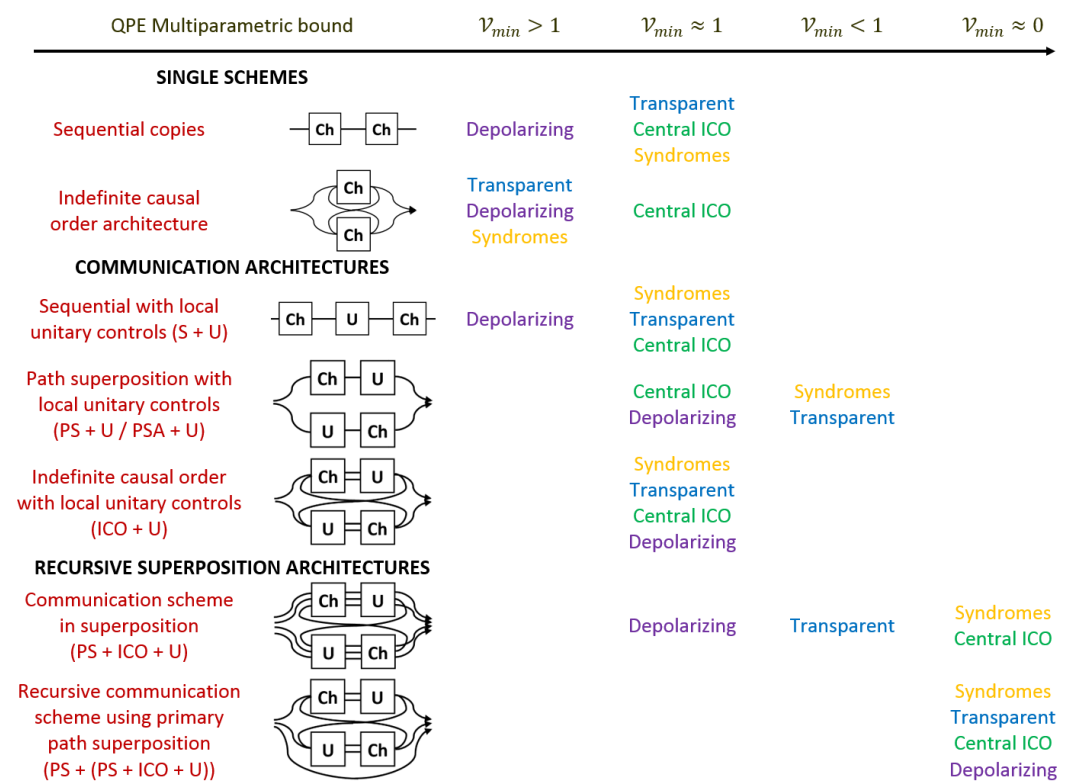 QPE Multiparametric bound
𝒱min > 1
𝒱min ≈ 1
𝒱min < 1
𝒱min ≈ 0
SINGLE SCHEMES
Sequential copies
Ch Ch
Depolarizing
Transparent
Central ICO
Syndromes
Indefinite causal
order architecture
Ch
Ch
Transparent
Depolarizing
Syndromes
Central ICO
COMMUNICATION ARCHITECTURES
Sequential with local
unitary controls (S + U)
Ch U Ch
Depolarizing
Syndromes
Transparent
Central ICO
Path superposition with
local unitary controls
(PS + U / PSA + U)
Ch U
U Ch
Central ICO
Depolarizing
Syndromes
Transparent
Indefinite causal order
with local unitary controls
(ICO + U)
Ch U
U Ch
Syndromes
Transparent
Central ICO
Depolarizing
RECURSIVE SUPERPOSITION ARCHITECTURES
Communication scheme
in superposition
(PS + ICO + U)
Ch U
U Ch
Depolarizing
Transparent
Syndromes
Central ICO
Recursive communication
scheme using primary
path superposition
(PS + (PS + ICO + U))
Ch U
U Ch
Syndromes
Transparent
Central ICO
Depolarizing